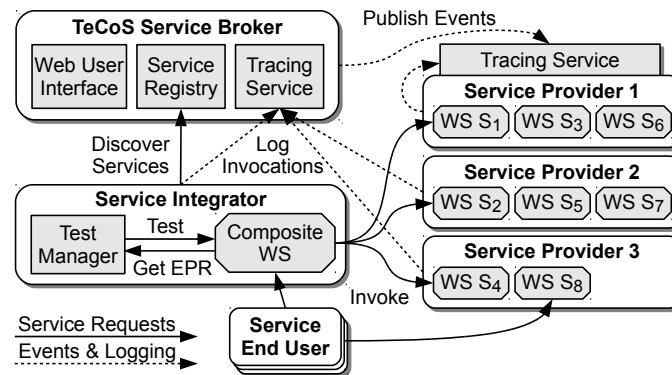 TeCoS Service Broker
Publish Events
Web User
Interface
Service
Registry
Tracing
Service
Tracing Service
Service Provider 1
WS S1
WS S3
WS S6
Discover
Services
Log
Invocations
Service Provider 2
WS S2
WS S5
WS S7
Service Integrator
Test
Manager
Test
Get EPR
Composite
WS
Service Provider 3
WS S4
WS S8
Invoke
Service Requests
Events & Logging
Service
End User